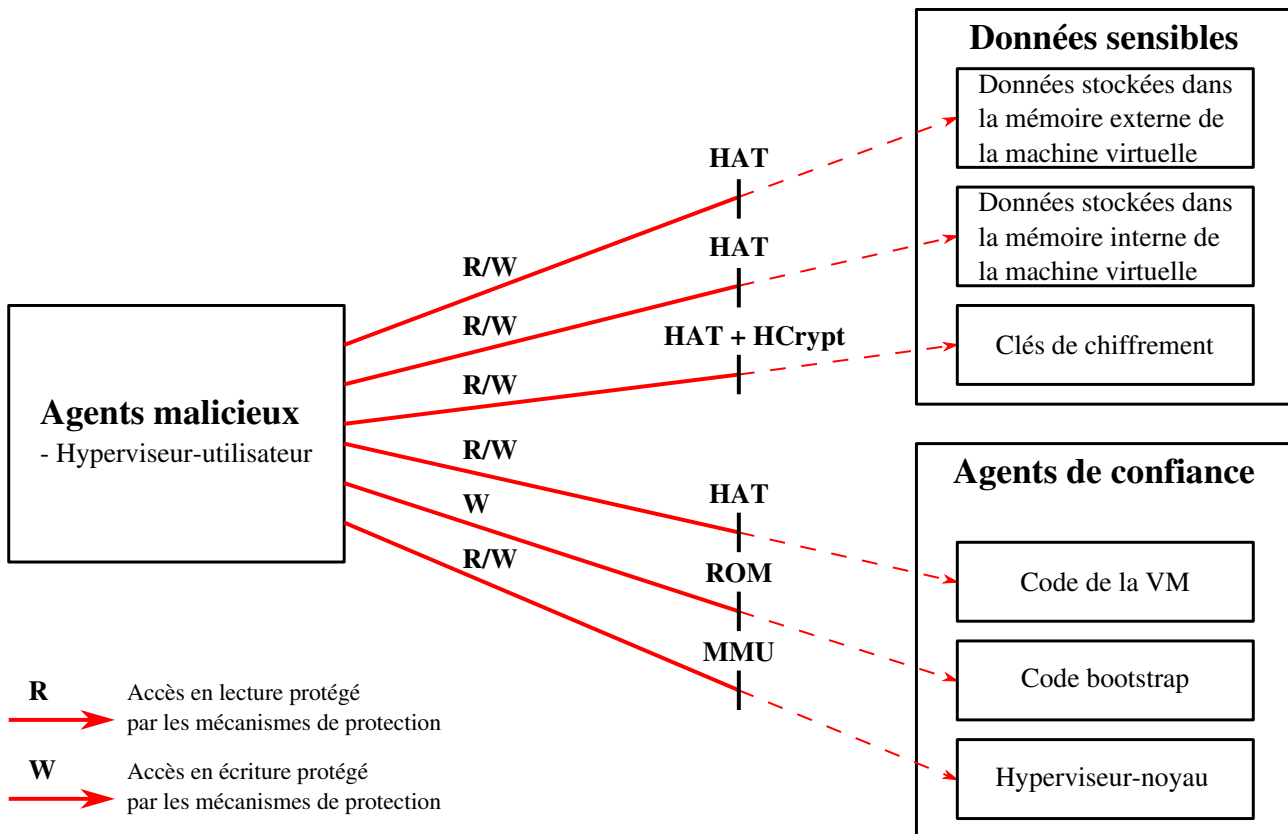 Données sensibles
Données stockées dans
la mémoire externe de
la machine virtuelle
HAT
Données stockées dans
la mémoire interne de
la machine virtuelle
HAT
R/W
R/W
HAT + HCrypt
Clés de chiffrement
R/W
Agents malicieux
- Hyperviseur-utilisateur
R/W
Agents de confiance
HAT
W
R/W
ROM
Code de la VM
MMU
Code bootstrap
Hyperviseur-noyau
R
Accès en lecture protégé
par les mécanismes de protection
W
Accès en écriture protégé
par les mécanismes de protection